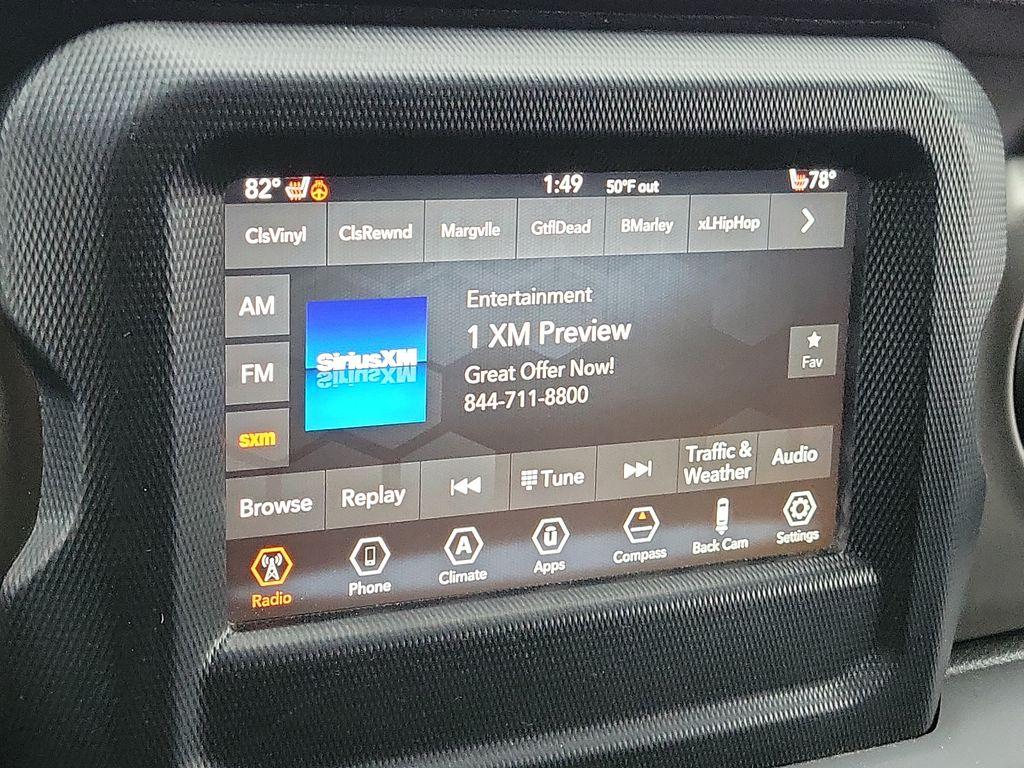 82° 1:49 50°F out 78°
ClsVinyl ClsRewnd Margvlle GtflDead BMarley xLHipHop
AM
FM
sxm
SiriusXM
Entertainment
1 XM Preview
Great Offer Now!
844-711-8800
Fav
Browse Replay Tune Traffic & Weather Audio
Radio Phone A Climate u Apps Compass Back Cam Settings